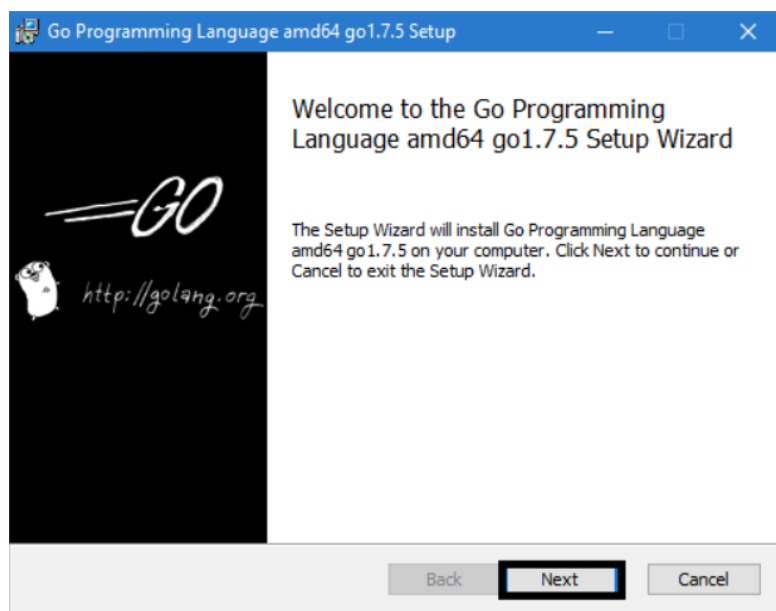 Go Programming Language amd64 go1.7.5 Setup
Welcome to the Go Programming
Language amd64 go1.7.5 Setup Wizard
GO
http://golang.org
The Setup Wizard will install Go Programming Language
amd64 go1.7.5 on your computer. Click Next to continue or
Cancel to exit the Setup Wizard.
Back
Next
Cancel